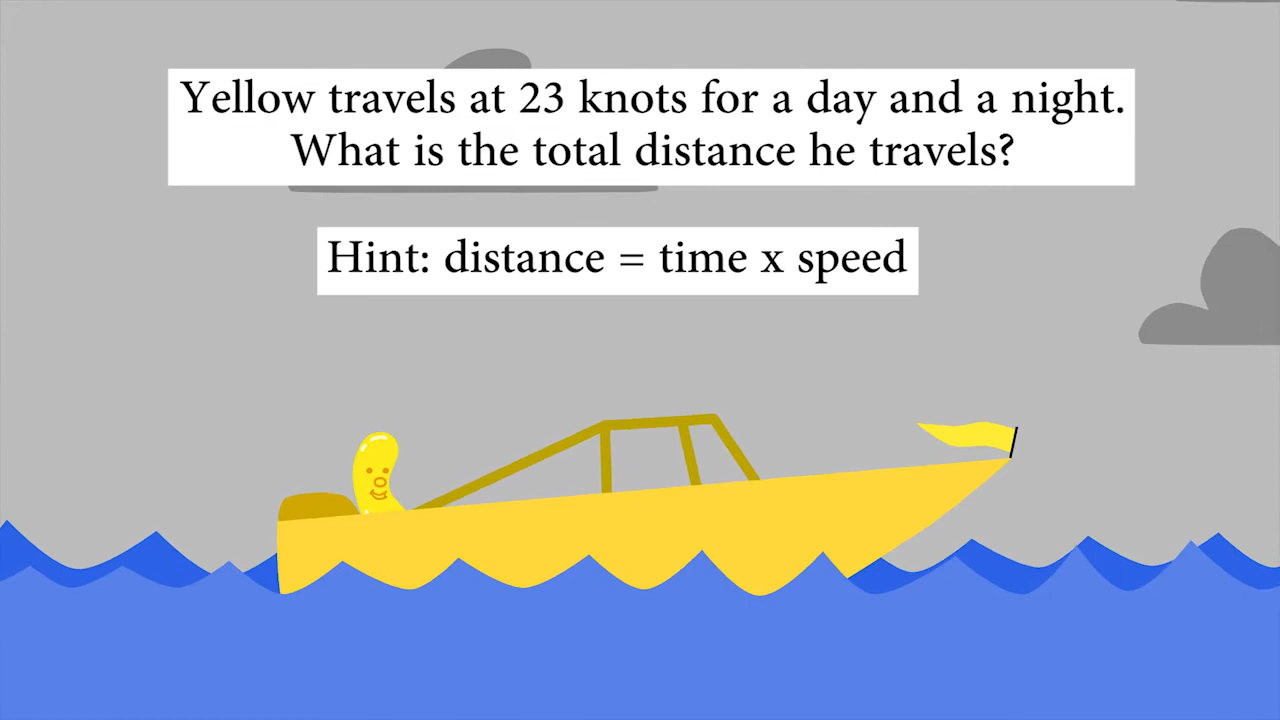 Yellow travels at 23 knots for a day and a night.
What is the total distance he travels?
Hint: distance = time x speed